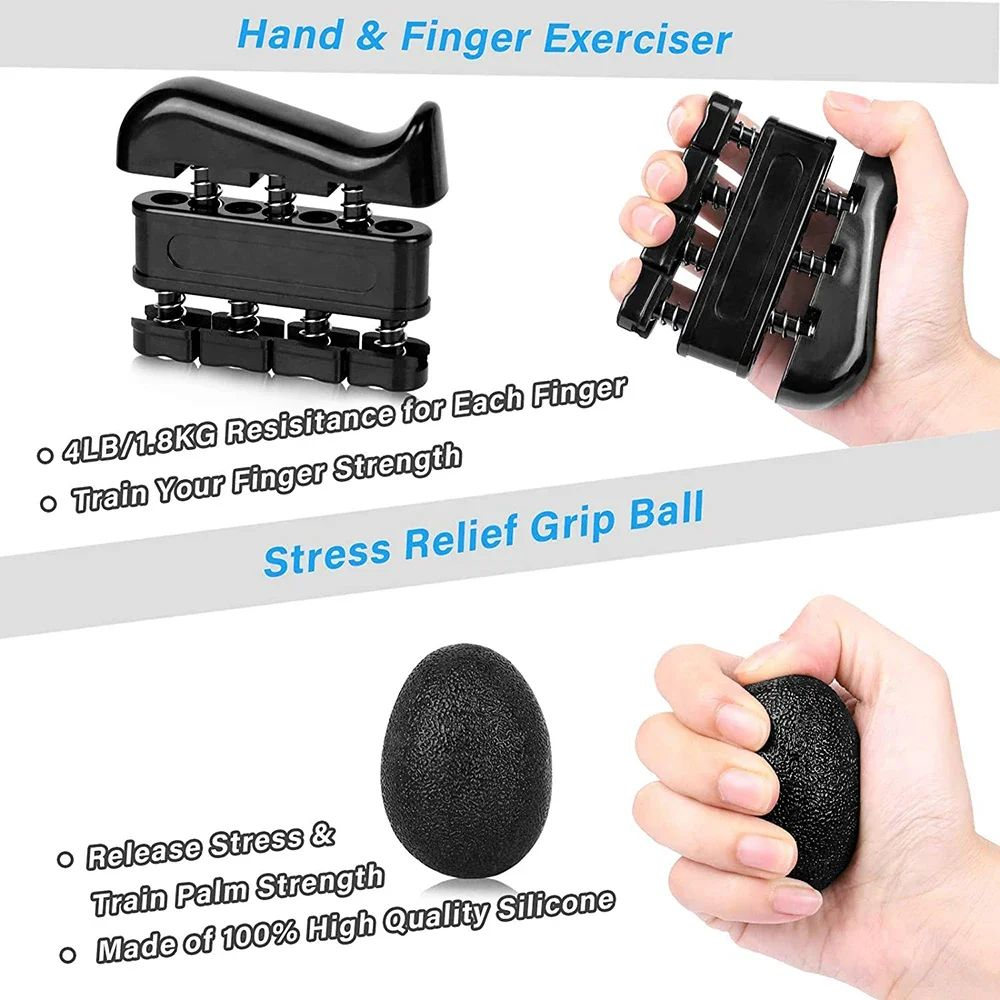 Hand & Finger Exerciser
4LB/1.8KG Resisitance for Each Finger
Train Your Finger Strength
Stress Relief Grip Ball
Release Stress &
Train Palm Strength
Made of 100% High Quality Silicone